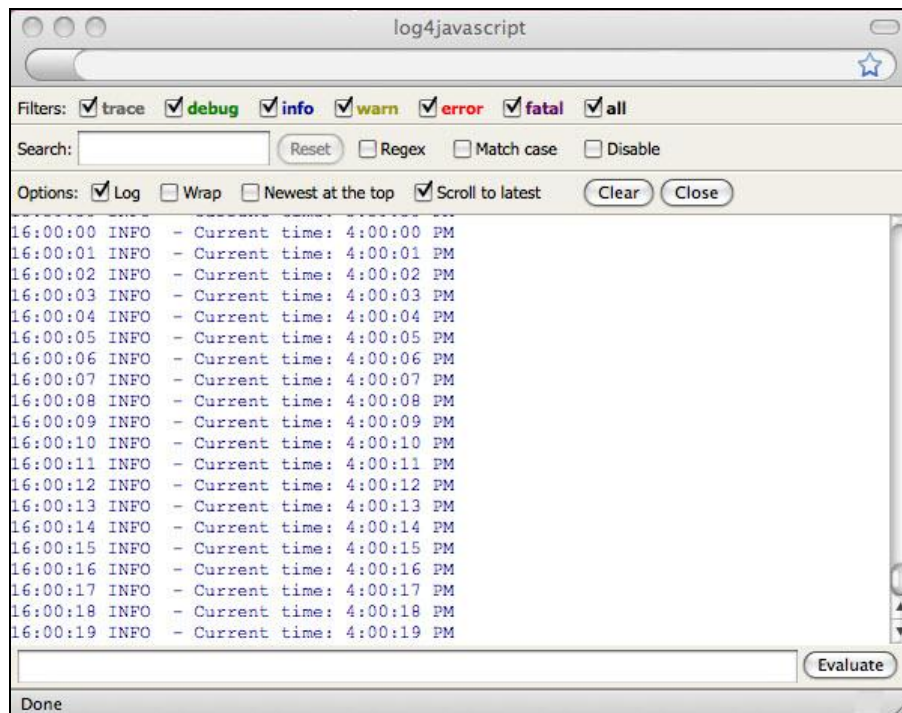 log4javascript
Filters: trace debug info warn error fatal all
Search: Reset Regex Match case Disable
Options: Log Wrap Newest at the top Scroll to latest Clear Close
16:00:00 INFO  - Current time: 4:00:00 PM
16:00:01 INFO  - Current time: 4:00:01 PM
16:00:02 INFO  - Current time: 4:00:02 PM
16:00:03 INFO  - Current time: 4:00:03 PM
16:00:04 INFO  - Current time: 4:00:04 PM
16:00:05 INFO  - Current time: 4:00:05 PM
16:00:06 INFO  - Current time: 4:00:06 PM
16:00:07 INFO  - Current time: 4:00:07 PM
16:00:08 INFO  - Current time: 4:00:08 PM
16:00:09 INFO  - Current time: 4:00:09 PM
16:00:10 INFO  - Current time: 4:00:10 PM
16:00:11 INFO  - Current time: 4:00:11 PM
16:00:12 INFO  - Current time: 4:00:12 PM
16:00:13 INFO  - Current time: 4:00:13 PM
16:00:14 INFO  - Current time: 4:00:14 PM
16:00:15 INFO  - Current time: 4:00:15 PM
16:00:16 INFO  - Current time: 4:00:16 PM
16:00:17 INFO  - Current time: 4:00:17 PM
16:00:18 INFO  - Current time: 4:00:18 PM
16:00:19 INFO  - Current time: 4:00:19 PM
Evaluate
Done